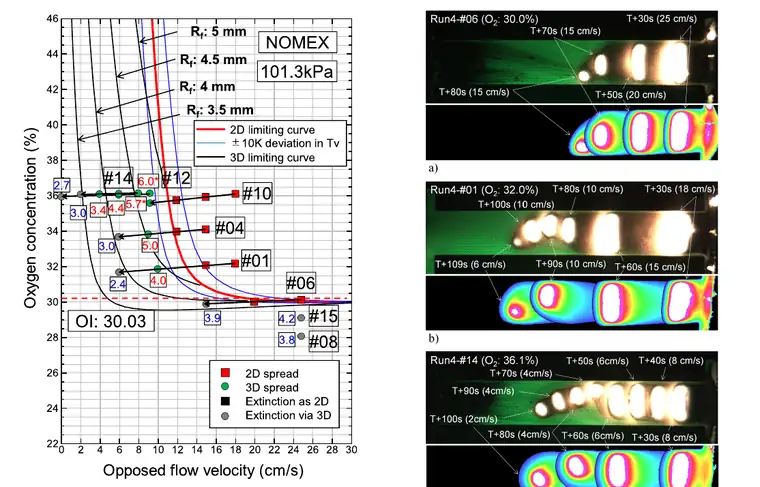 46
44
42
40
38
36
34
32
30
28
26
24
22
Oxygen concentration (%)
0 2 4 6 8 10 12 14 16 18 20 22 24 26 28 30
Opposed flow velocity (cm/s)
Rf: 5 mm
Rf: 4.5 mm
Rf: 4 mm
Rf: 3.5 mm
NOMEX
101.3kPa
2D limiting curve
±10K deviation in Tv
3D limiting curve
2.7
#14
6.0*
#12
3.0
3.4
4.4
5.7*
#10
3.0
5.0
#04
2.4
4.0
#01
#06
OI: 30.03
3.9
4.2
#15
3.8
#08
2D spread
3D spread
Extinction as 2D
Extinction via 3D
Run4-#06 (O2: 30.0%)
T+30s (25 cm/s)
T+70s (15 cm/s)
T+80s (15 cm/s)
T+50s (20 cm/s)
a)
Run4-#01 (O2: 32.0%)
T+80s (10 cm/s)
T+30s (18 cm/s)
T+100s (10 cm/s)
T+109s (6 cm/s)
T+60s (15 cm/s)
T+90s (10 cm/s)
b)
Run4-#14 (O2: 36.1%)
T+50s (6cm/s)
T+40s (8 cm/s)
T+70s (4cm/s)
T+90s (4cm/s)
T+100s (2cm/s)
T+80s (4cm/s)
T+60s (6cm/s)
T+30s (8 cm/s)